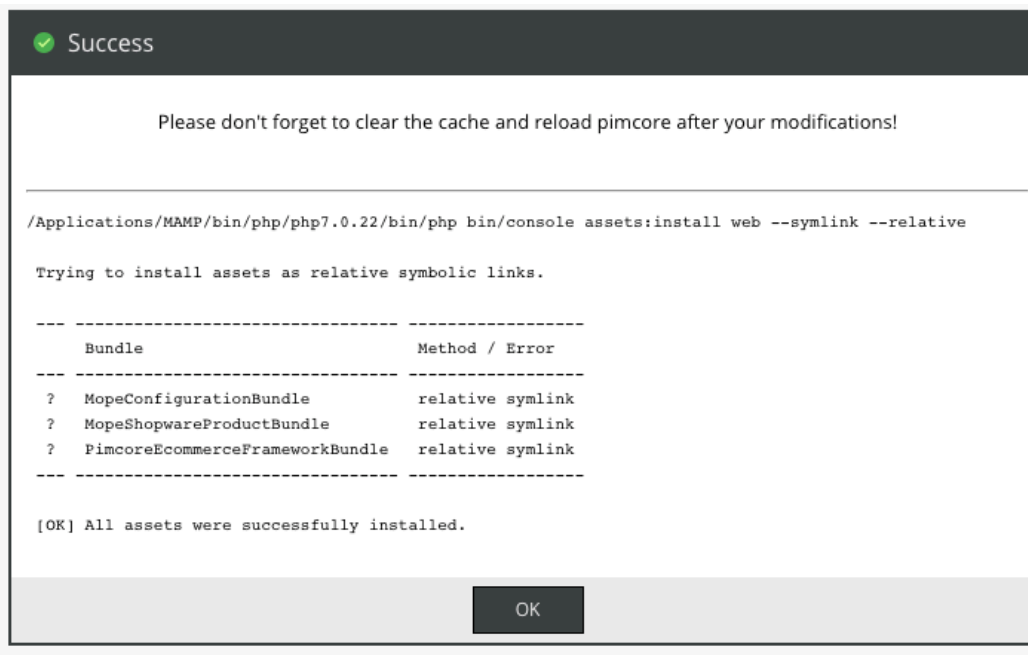 Success
Please don't forget to clear the cache and reload pimcore after your modifications!
/Applications/MAMP/bin/php/php7.0.22/bin/php bin/console assets:install web --symlink --relative
Trying to install assets as relative symbolic links.
--- --------------------------------- ------------------
Bundle Method / Error
--- --------------------------------- ------------------
? MopeConfigurationBundle relative symlink
? MopeShopwareProductBundle relative symlink
? PimcoreEcommerceFrameworkBundle relative symlink
--- --------------------------------- ------------------
[OK] All assets were successfully installed.
OK